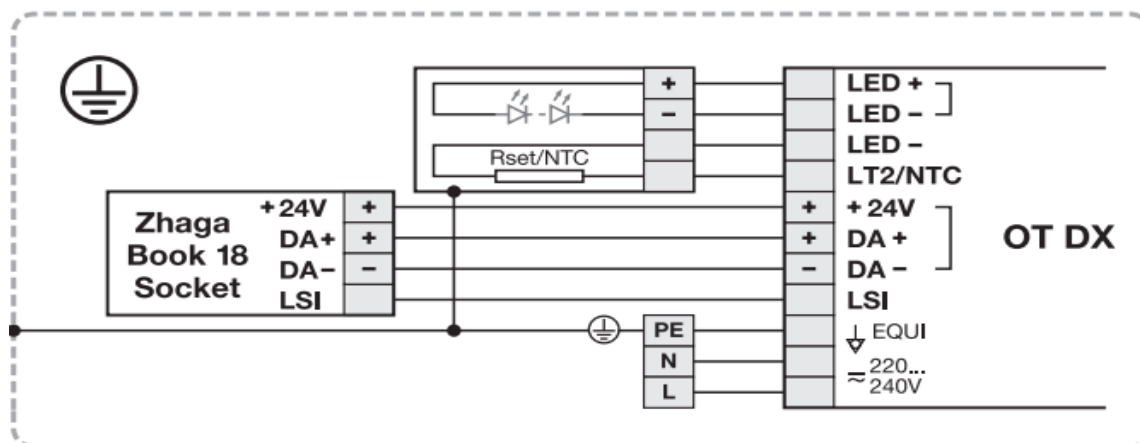 +
−
Rset/NTC
LED +
LED −
LED −
LT2/NTC
Zhaga
Book 18
Socket
+24V +
DA+ +
DA− −
LSI
+ + 24V
+ DA +
− DA −
LSI
OT DX
PE
N
L
EQUI
220...
240V